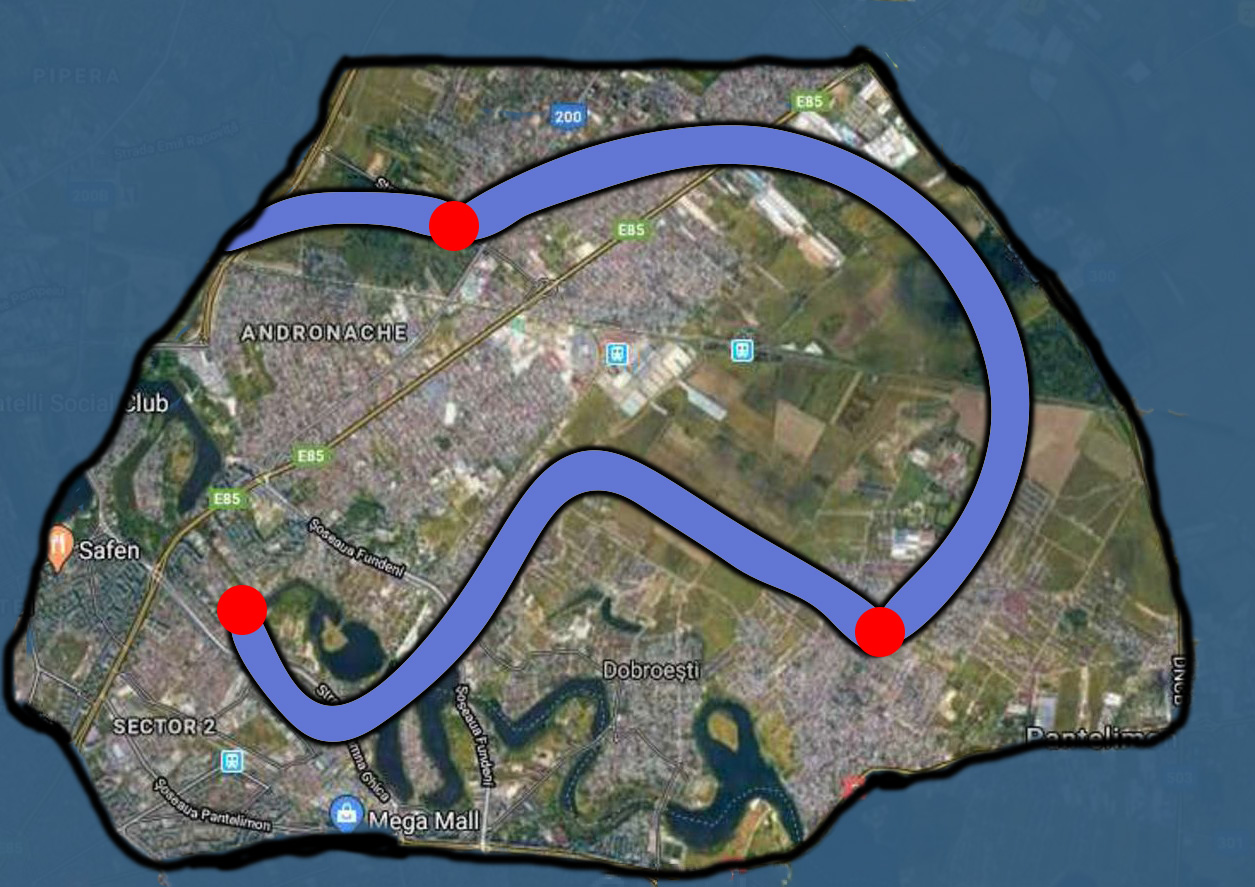 PIPERA
200
E85
E85
ANDRONACHE
Club
E85
E85
Șoseaua Fundeni
Safen
Dobroești
SECTOR 2
Șoseaua Fundeni
DNCB
Pantelimon
Șoseaua Pantelimon
Mega Mall